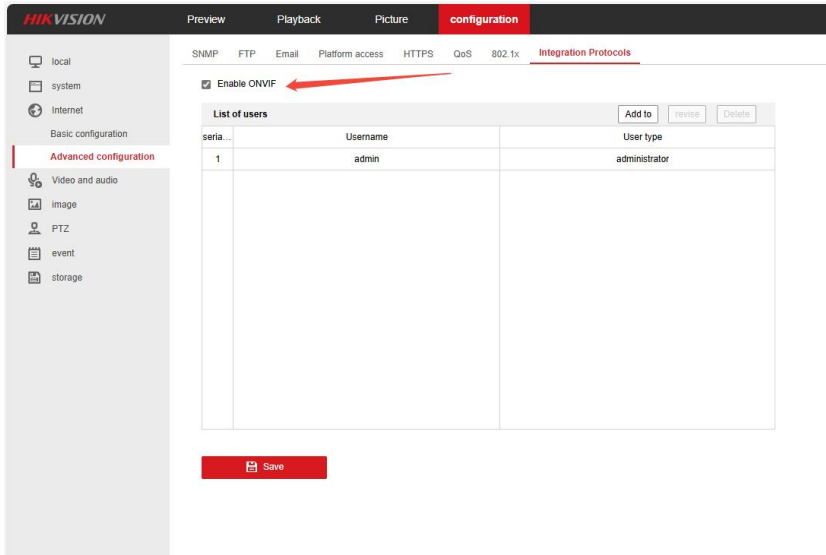 HIKVISION
Preview Playback Picture configuration
SNMP FTP Email Platform access HTTPS QoS 802.1x Integration Protocols
local
system
Internet
Basic configuration
Advanced configuration
Video and audio
image
PTZ
event
storage
Enable ONVIF
List of users Add to revise Delete
seria... Username User type
1 admin administrator
Save